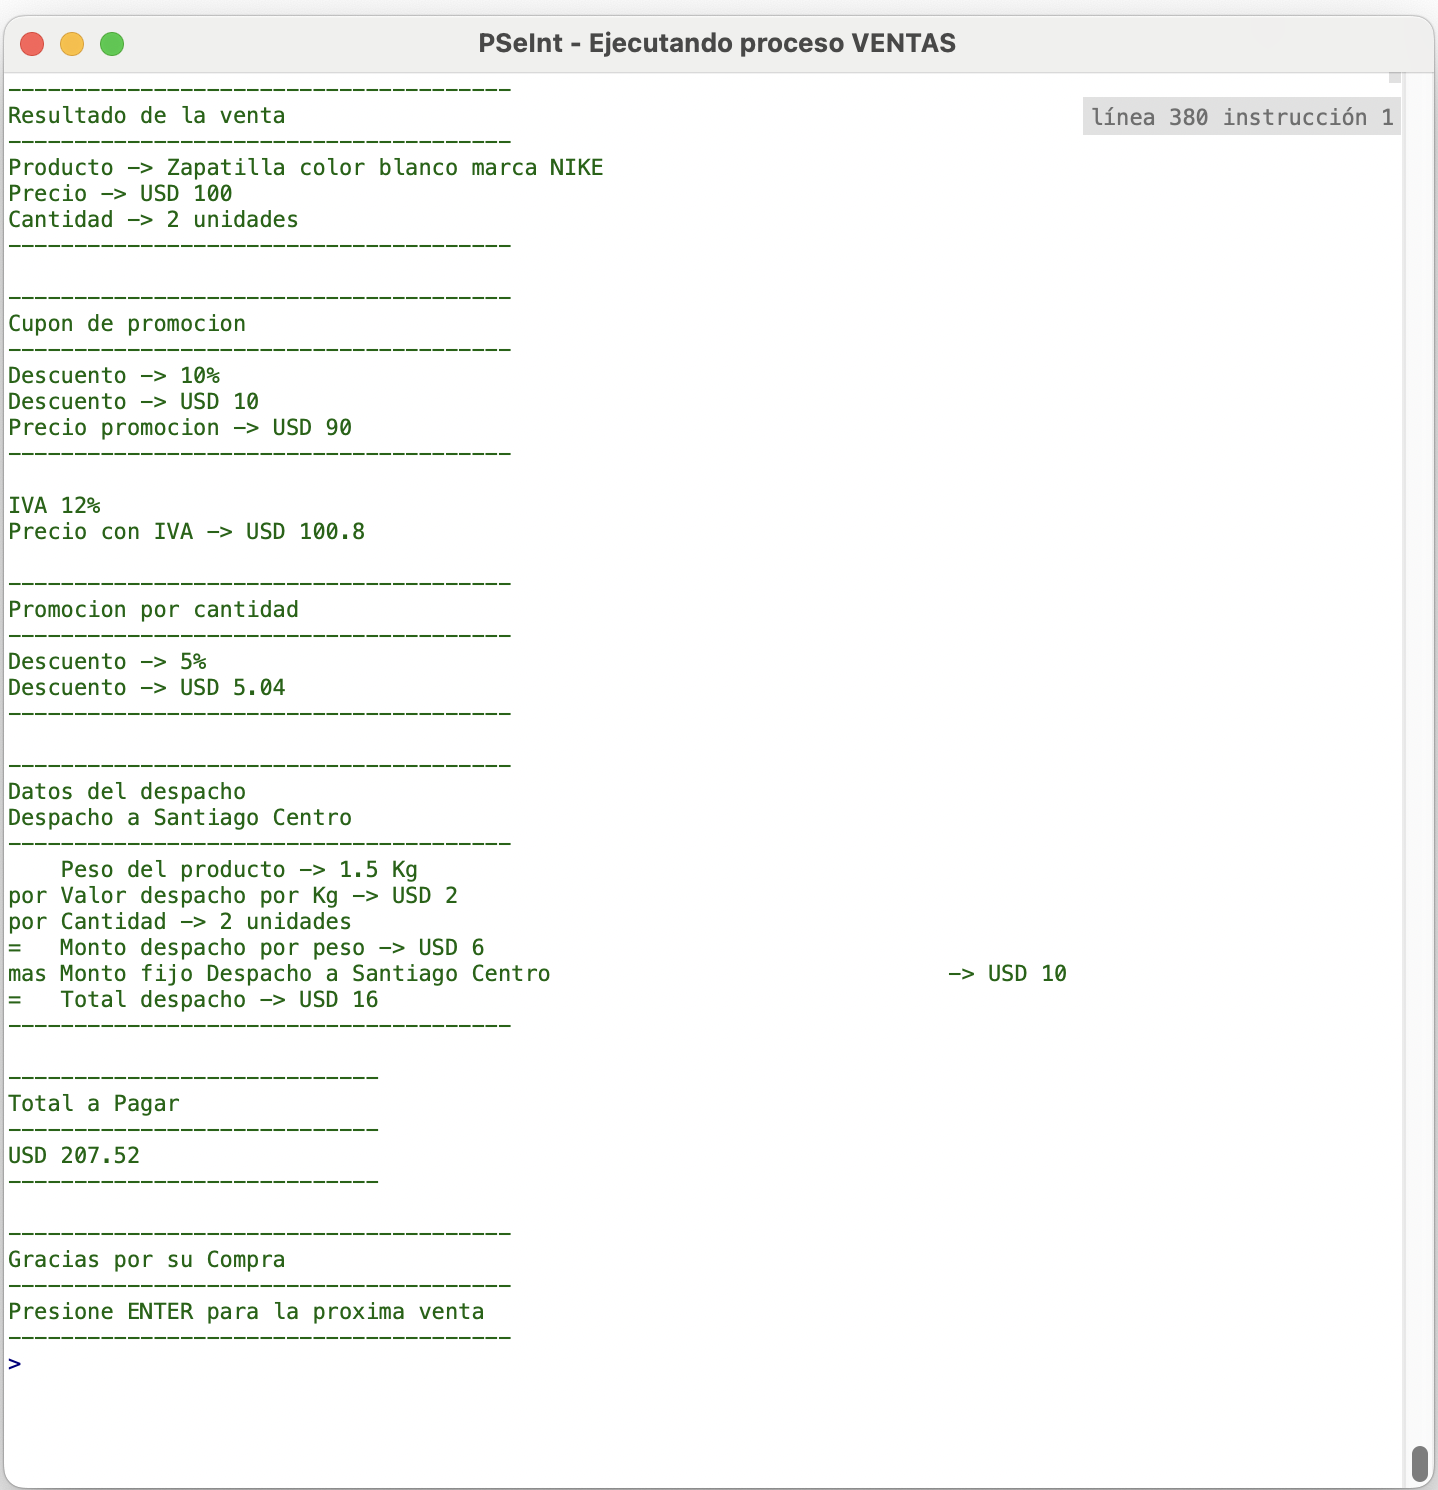 PSeInt - Ejecutando proceso VENTAS
--------------------------------------
Resultado de la venta
línea 380 instrucción 1
--------------------------------------
Producto -> Zapatilla color blanco marca NIKE
Precio -> USD 100
Cantidad -> 2 unidades
--------------------------------------
--------------------------------------
Cupon de promocion
--------------------------------------
Descuento -> 10%
Descuento -> USD 10
Precio promocion -> USD 90
--------------------------------------
IVA 12%
Precio con IVA -> USD 100.8
--------------------------------------
Promocion por cantidad
--------------------------------------
Descuento -> 5%
Descuento -> USD 5.04
--------------------------------------
--------------------------------------
Datos del despacho
Despacho a Santiago Centro
--------------------------------------
    Peso del producto -> 1.5 Kg
por Valor despacho por Kg -> USD 2
por Cantidad -> 2 unidades
=   Monto despacho por peso -> USD 6
mas Monto fijo Despacho a Santiago Centro                              -> USD 10
=   Total despacho -> USD 16
--------------------------------------
----------------------------
Total a Pagar
----------------------------
USD 207.52
----------------------------
--------------------------------------
Gracias por su Compra
--------------------------------------
Presione ENTER para la proxima venta
--------------------------------------
>